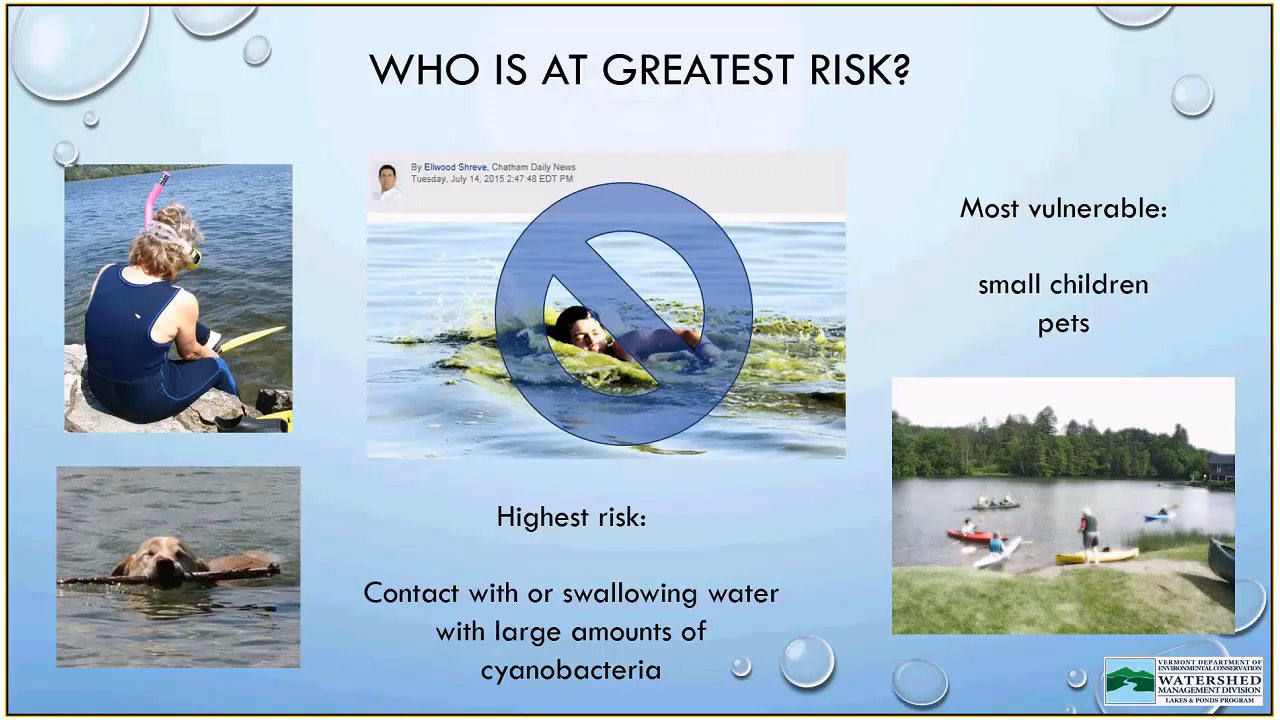 WHO IS AT GREATEST RISK?
By Ellwood Shreve, Chatham Daily News
Tuesday, July 14, 2015 2:47:48 EDT PM
Most vulnerable:
small children
pets
Highest risk:
Contact with or swallowing water
with large amounts of
cyanobacteria
VERMONT DEPARTMENT OF
ENVIRONMENTAL CONSERVATION
WATERSHED
MANAGEMENT DIVISION
LAKES & PONDS PROGRAM